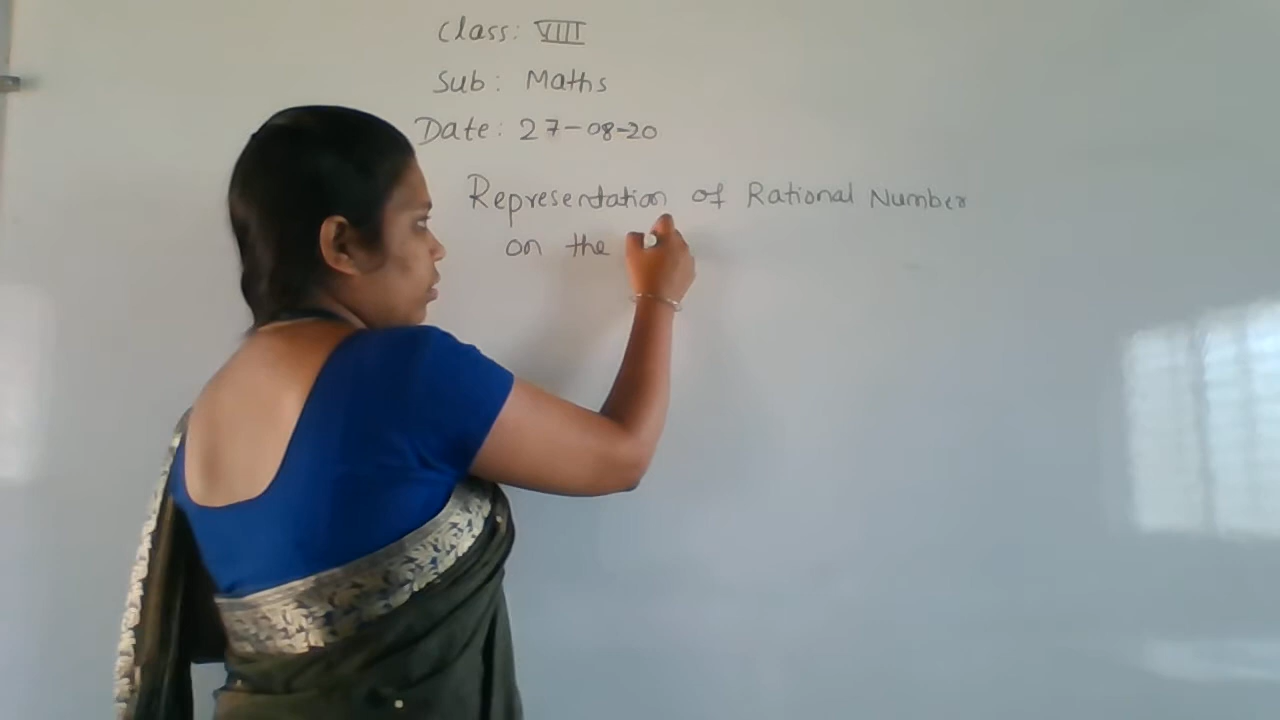 Class: VIII
Sub: Maths
Date: 27-08-20
Representation of Rational Number
on the